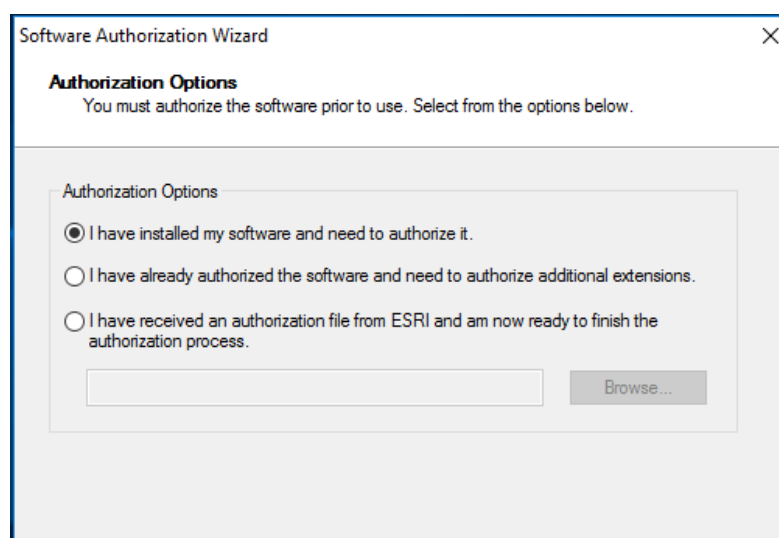 Software Authorization Wizard
Authorization Options
You must authorize the software prior to use. Select from the options below.
Authorization Options
I have installed my software and need to authorize it.
I have already authorized the software and need to authorize additional extensions.
I have received an authorization file from ESRI and am now ready to finish the
authorization process.
Browse...